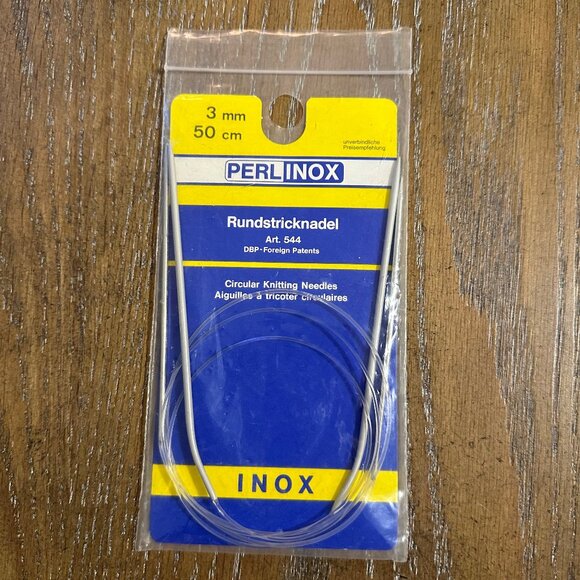 3 mm
50 cm
unverbindliche
Preisempfehlung
PERLINOX
Rundstricknadel
Art. 544
DBP-Foreign Patents
Circular Knitting Needles
Aiguilles à tricoter circulaires
INOX